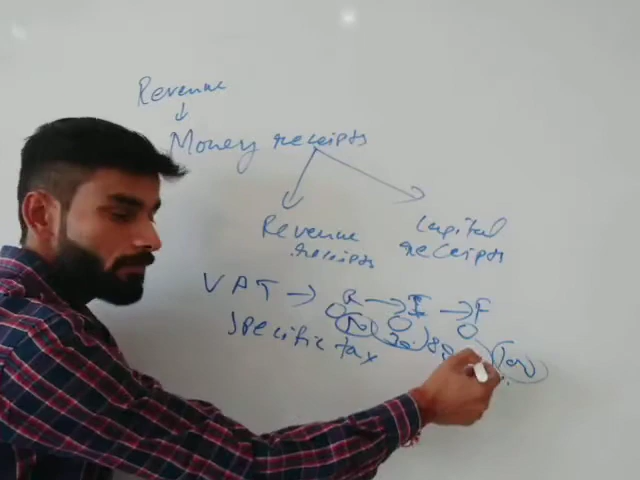 Revenue
Money receipts
Revenue receipts
Capital receipts
VAT → R → I → F
Specific tax